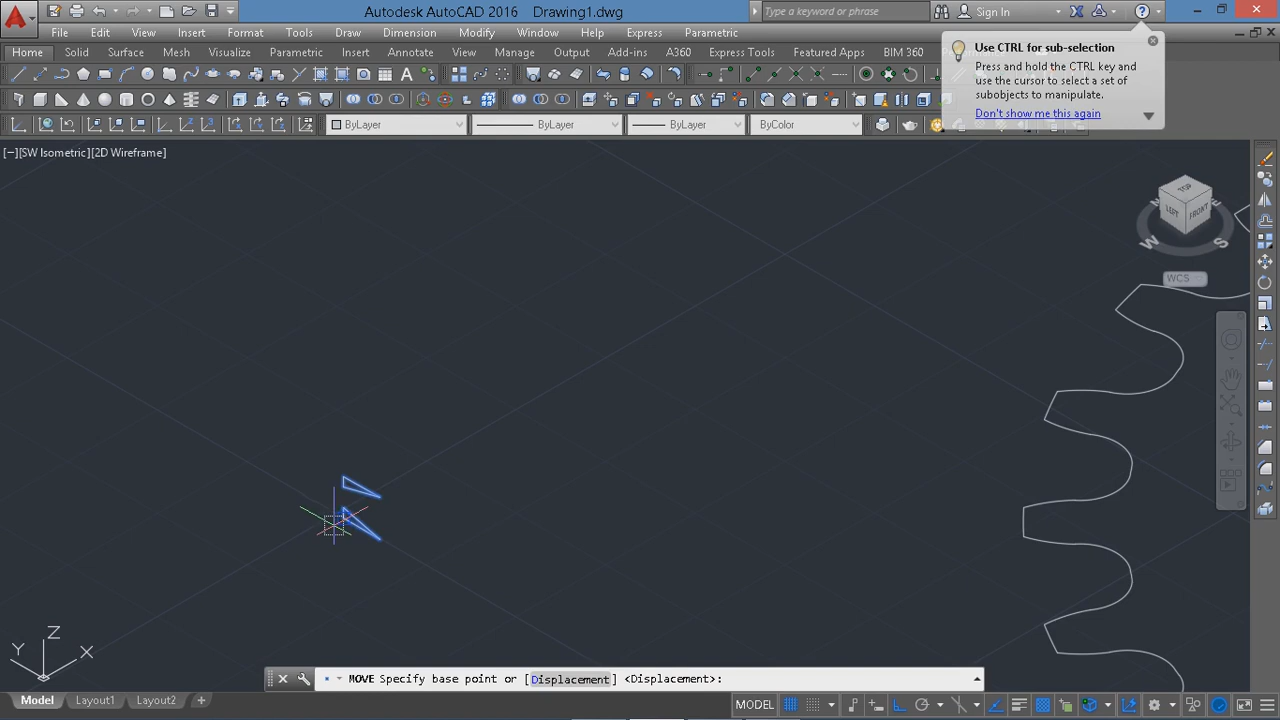 Autodesk AutoCAD 2016 Drawing1.dwg
Type a keyword or phrase
Sign In
File Edit View Insert Format Tools Draw Dimension Modify Window Help Express Parametric
Home Solid Surface Mesh Visualize Parametric Insert Annotate View Manage Output Add-ins A360 Express Tools Featured Apps BIM 360
Use CTRL for sub-selection
Press and hold the CTRL key and
use the cursor to select a set of
subobjects to manipulate.
Don't show me this again
ByLayer ByLayer ByLayer ByColor
[−][SW Isometric][2D Wireframe]
TOP
LEFT FRONT
W S
WCS
Z
Y X
MOVE Specify base point or [Displacement] <Displacement>:
Model Layout1 Layout2 +
MODEL